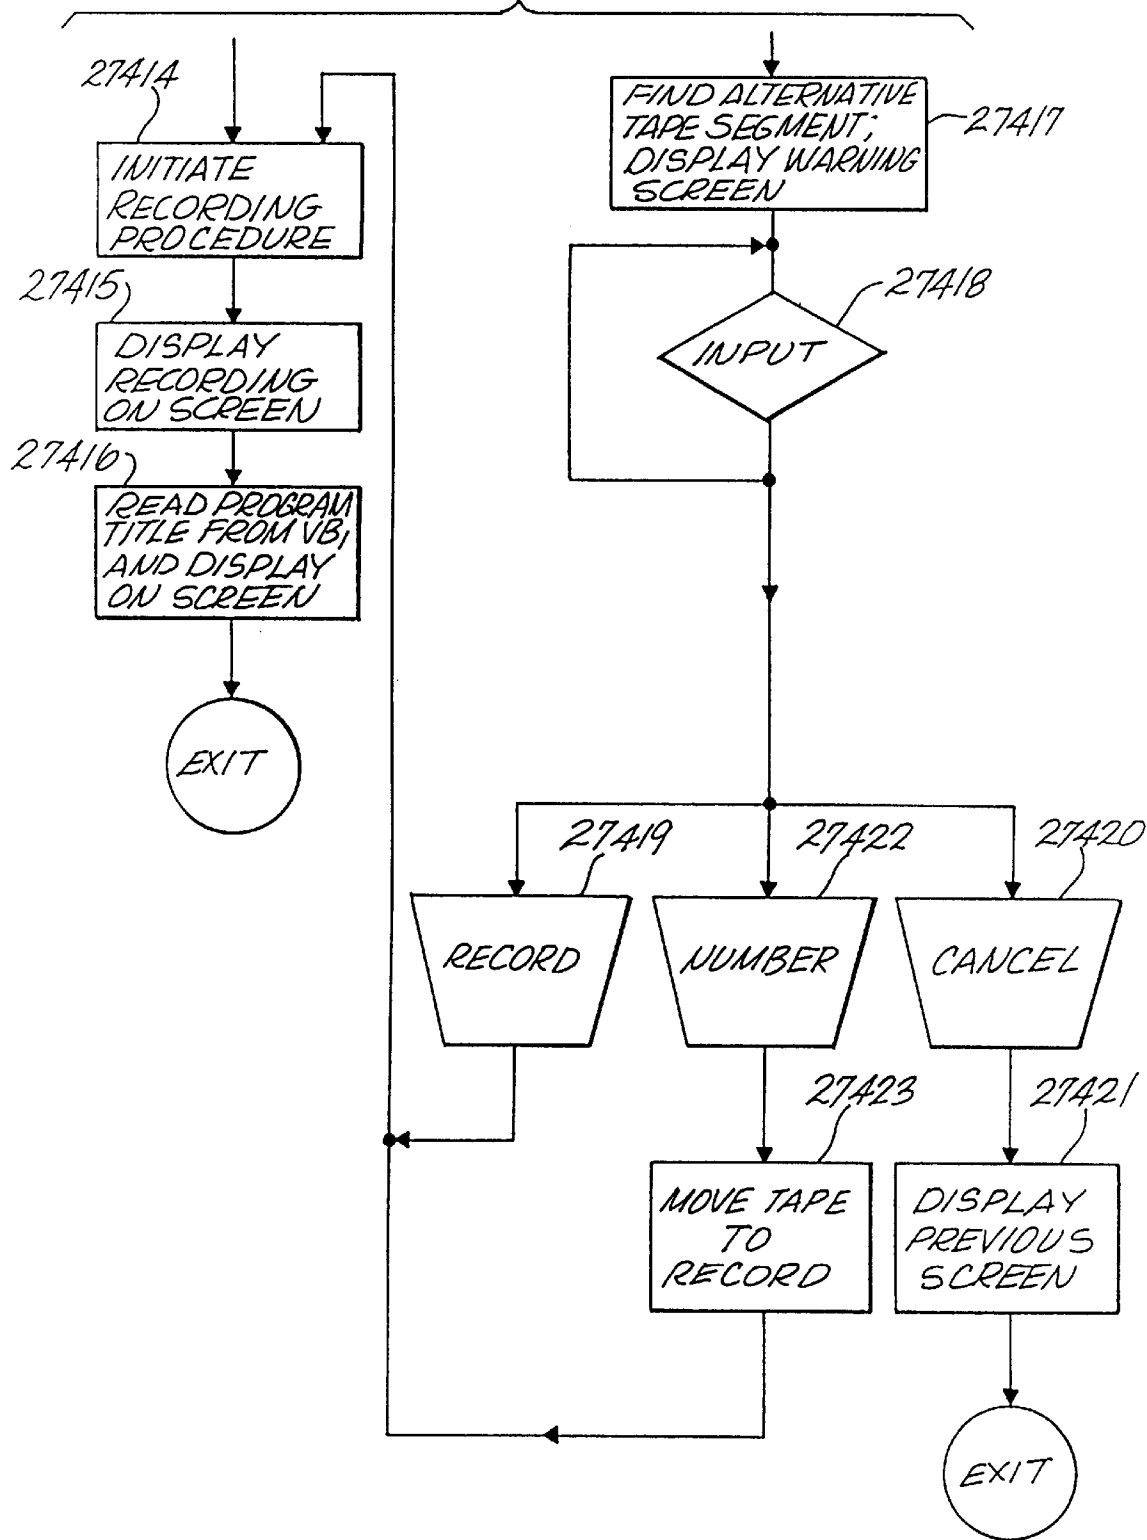 27414
INITIATE
RECORDING
PROCEDURE
27415
DISPLAY
RECORDING
ON SCREEN
27416
READ PROGRAM
TITLE FROM VBI
AND DISPLAY
ON SCREEN
EXIT
FIND ALTERNATIVE
TAPE SEGMENT;
DISPLAY WARNING
SCREEN
27417
27418
INPUT
27419
27422
27420
RECORD
NUMBER
CANCEL
27423
27421
MOVE TAPE
TO
RECORD
DISPLAY
PREVIOUS
SCREEN
EXIT